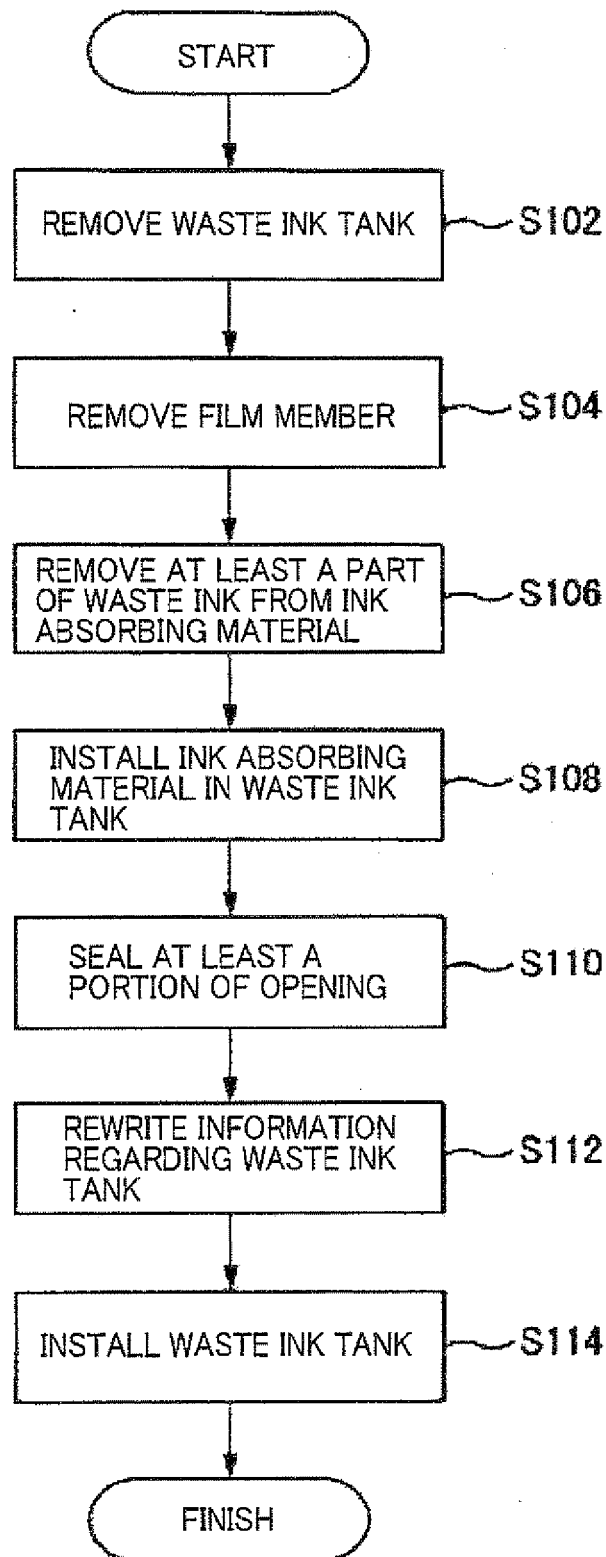 START
REMOVE WASTE INK TANK
S102
REMOVE FILM MEMBER
S104
REMOVE AT LEAST A PART
OF WASTE INK FROM INK
ABSORBING MATERIAL
S106
INSTALL INK ABSORBING
MATERIAL IN WASTE INK
TANK
S108
SEAL AT LEAST A
PORTION OF OPENING
S110
REWRITE INFORMATION
REGARDING WASTE INK
TANK
S112
INSTALL WASTE INK TANK
S114
FINISH